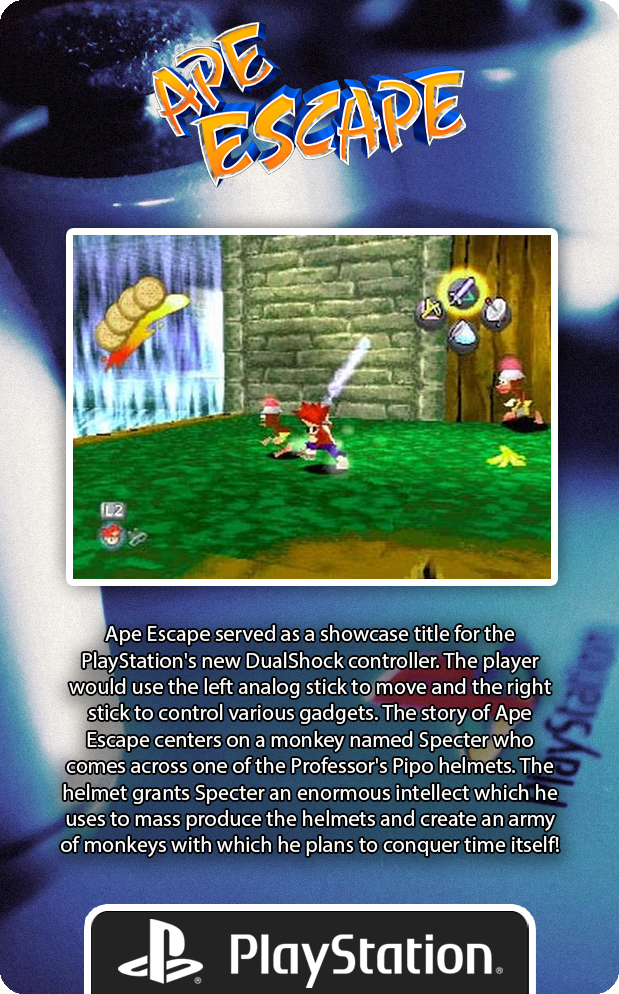 APE
ESCAPE
L2
Ape Escape served as a showcase title for the
PlayStation's new DualShock controller. The player
would use the left analog stick to move and the right
stick to control various gadgets. The story of Ape
Escape centers on a monkey named Specter who
comes across one of the Professor's Pipo helmets. The
helmet grants Specter an enormous intellect which he
uses to mass produce the helmets and create an army
of monkeys with which he plans to conquer time itself!
PlayStation
PlayStation®